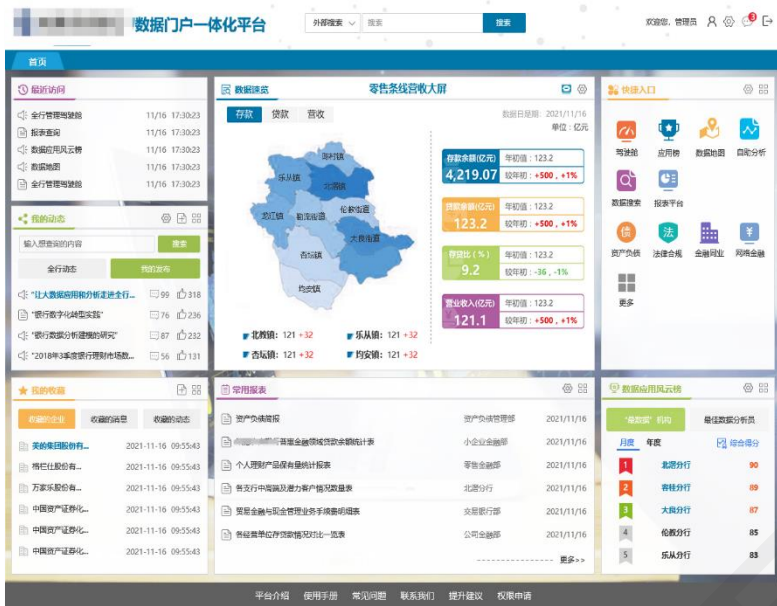 数据门户一体化平台
外部搜索 搜索 搜索
欢迎您, 管理员 3
首页
最近访问
全行管理驾驶舱 11/16 17:30:23
报表查询 11/16 17:30:23
数据应用风云榜 11/16 17:30:23
数据地图 11/16 17:30:23
全行管理驾驶舱 11/16 17:30:23
我的动态
输入想查询的内容 搜索
全行动态 我的发布
"让大数据应用和分析走进全行... 99 318
"银行数字化转型实践" 76 236
"银行数据分析建模的研究" 87 232
"2018年3季度银行理财市场数... 56 131
数据速览 零售条线营收大屏
存款 贷款 营收 数据日是期: 2021/11/16
单位：亿元
陈村镇
乐从镇
北滘镇
龙江镇 勒流街道 伦教街道
大良街道
杏坛镇
均安镇
存款余额(亿元) 年初值：123.2
4,219.07 较年初：+500，+1%
贷款余额(亿元) 年初值：123.2
123.2 较年初：+500，+1%
存贷比（%） 年初值：123.2
9.2 较年初：-36，-1%
营业收入(亿元) 年初值：123.2
121.1 较年初：+500，+1%
北教镇: 121 +32 乐从镇: 121 +32
杏坛镇: 121 +32 均安镇: 121 +32
快捷入口
驾驶舱 应用榜 数据地图 自助分析
数据搜索 报表平台
债 法 ¥
资产负债 法律合规 金融同业 网络金融
更多
我的收藏
收藏的企业 收藏的消息 收藏的动态
美的集团股份有... 2021-11-16 09:55:43
格栏仕股份有... 2021-11-16 09:55:43
万家乐股份有... 2021-11-16 09:55:43
中国资产证券化... 2021-11-16 09:55:43
中国资产证券化... 2021-11-16 09:55:43
中国资产证券化... 2021-11-16 09:55:43
常用报表
资产负债简报 资产负债管理部 2021/11/16
普惠金融领域贷款余额统计表 小企业金融部 2021/11/16
个人理财产品保有量统计报表 零售金融部 2021/11/16
各支行中高端及潜力客户情况数量表 北滘分行 2021/11/16
贸易金融与现金管理业务手续费明细表 交易银行部 2021/11/16
各经营单位存贷款情况对比一览表 公司金融部 2021/11/16
更多>>
数据应用风云榜
"最数据" 机构 最佳数据分析员
月度 年度 综合得分
1 北滘分行 90
2 容桂分行 89
3 大良分行 87
4 伦教分行 85
5 乐从分行 83
平台介绍 使用手册 常见问题 联系我们 提升建议 权限申请